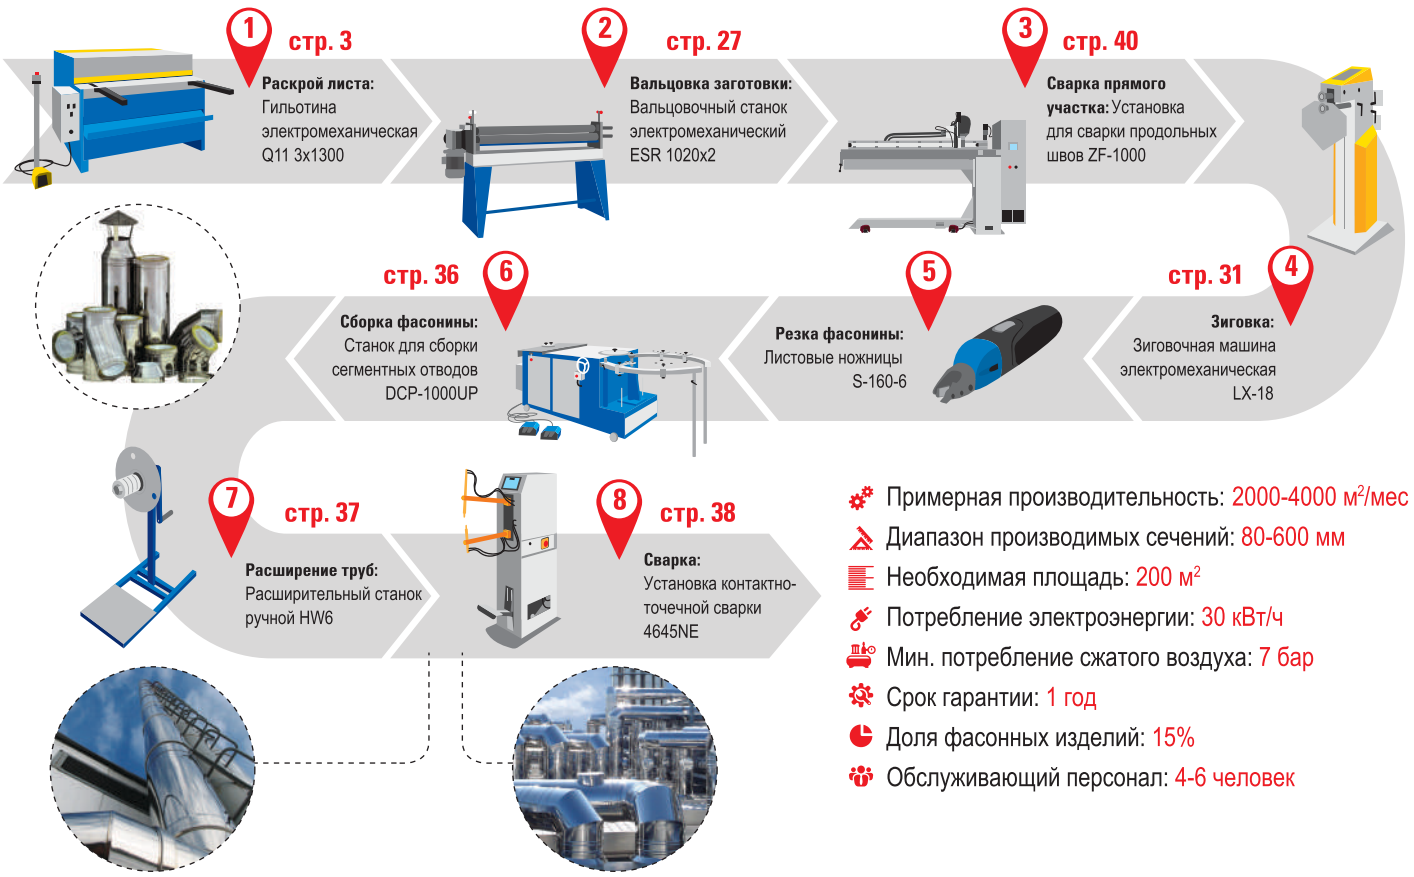 1
стр. 3
Раскрой листа:
Гильотина
электромеханическая
Q11 3х1300
2
стр. 27
Вальцовка заготовки:
Вальцовочный станок
электромеханический
ESR 1020х2
3
стр. 40
Сварка прямого
участка: Установка
для сварки продольных
швов ZF-1000
4
стр. 31
Зиговка:
Зиговочная машина
электромеханическая
LX-18
5
Резка фасонины:
Листовые ножницы
S-160-6
6
стр. 36
Сборка фасонины:
Станок для сборки
сегментных отводов
DCP-1000UP
7
стр. 37
Расширение труб:
Расширительный станок
ручной HW6
8
стр. 38
Сварка:
Установка контактно-
точечной сварки
4645NE
Примерная производительность: 2000-4000 м²/мес
Диапазон производимых сечений: 80-600 мм
Необходимая площадь: 200 м²
Потребление электроэнергии: 30 кВт/ч
Мин. потребление сжатого воздуха: 7 бар
Срок гарантии: 1 год
Доля фасонных изделий: 15%
Обслуживающий персонал: 4-6 человек